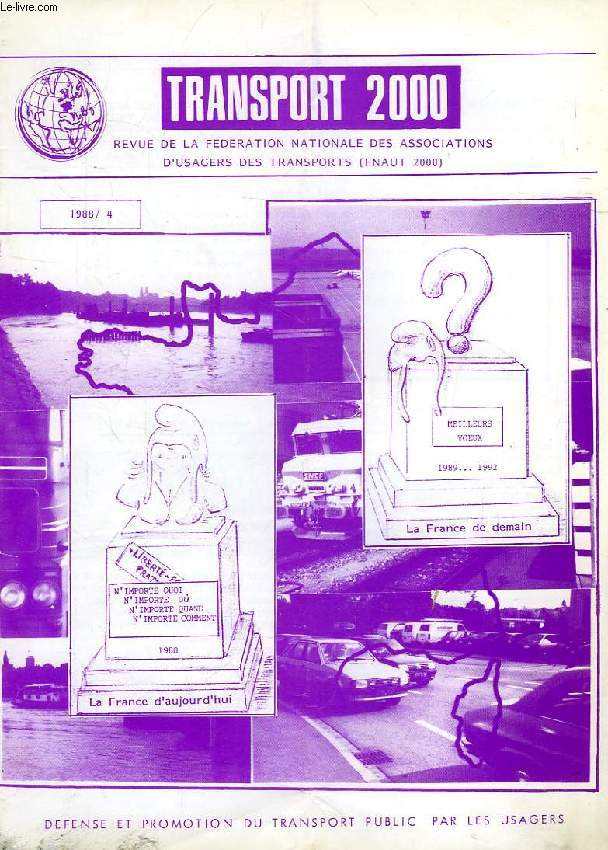 Le-livre.com
TRANSPORT 2000
REVUE DE LA FEDERATION NATIONALE DES ASSOCIATIONS
D'USAGERS DES TRANSPORTS (FNAUT 2000)
1988/ 4
MEILLEURS
VOEUX
1989... 1992
La France de demain
SNCF
N'IMPORTE QUOI
N'IMPORTE OÙ
N'IMPORTE QUAND
N'IMPORTE COMMENT
1988
La France d'aujourd'hui
DEFENSE ET PROMOTION DU TRANSPORT PUBLIC PAR LES USAGERS